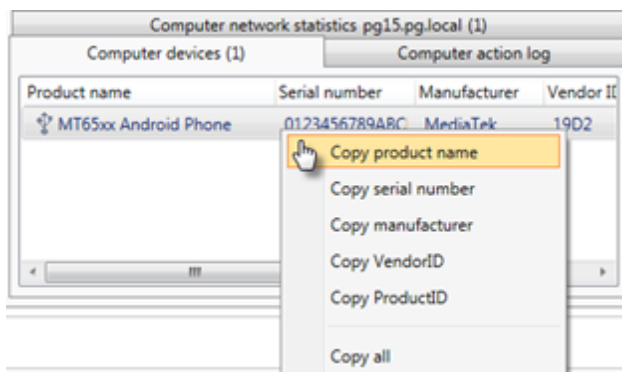 Computer network statistics pg15.pg.local (1)
Computer devices (1) Computer action log
Product name Serial number Manufacturer Vendor ID
MT65xx Android Phone 0123456789ABC MediaTek 19D2
Copy product name
Copy serial number
Copy manufacturer
Copy VendorID
Copy ProductID
Copy all